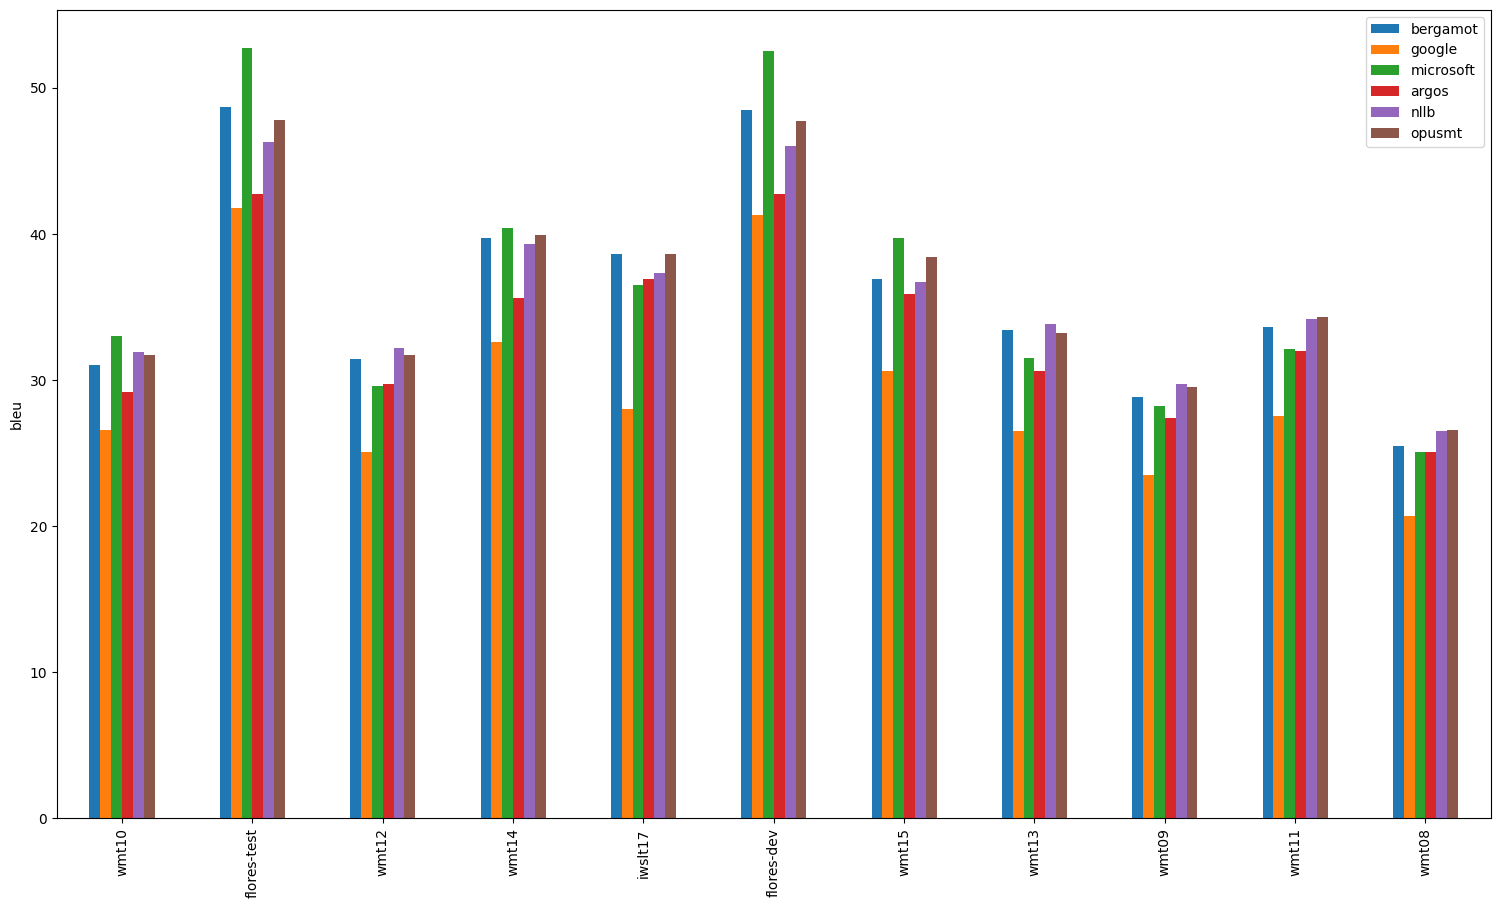 bergamot
google
microsoft
argos
nllb
opusmt
bleu
50
40
30
20
10
0
wmt10
flores-test
wmt12
wmt14
iwslt17
flores-dev
wmt15
wmt13
wmt09
wmt11
wmt08